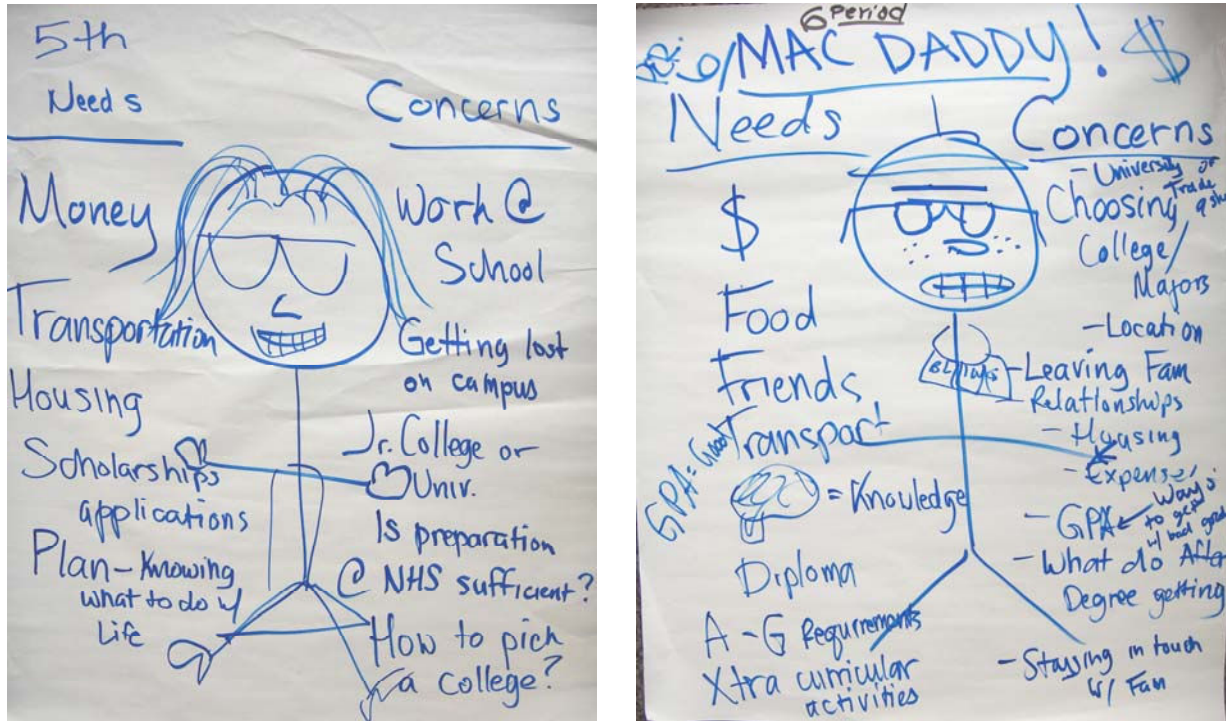 5th
Needs
Concerns
Money
Transportation
Housing
Scholarships
applications
Plan - Knowing
what to do w/
Life
Work @
School
Getting lost
on campus
Jr. College or
Univ.
Is preparation
@ NHS sufficient?
How to pick
a college?
6 Period
MAC DADDY! $
Needs
Concerns
$
Food
Friends
Transport
GPA = Good
= Knowledge
Diploma
A-G Requirements
Xtra curricular
activities
- University or
Trade
Choosing
College/
Majors
- Location
- Leaving Fam
Relationships
- Housing
- Expense
- GPA
Ways
to get
w/ bad
- What do After
Degree getting
- Staying in touch
w/ Fam